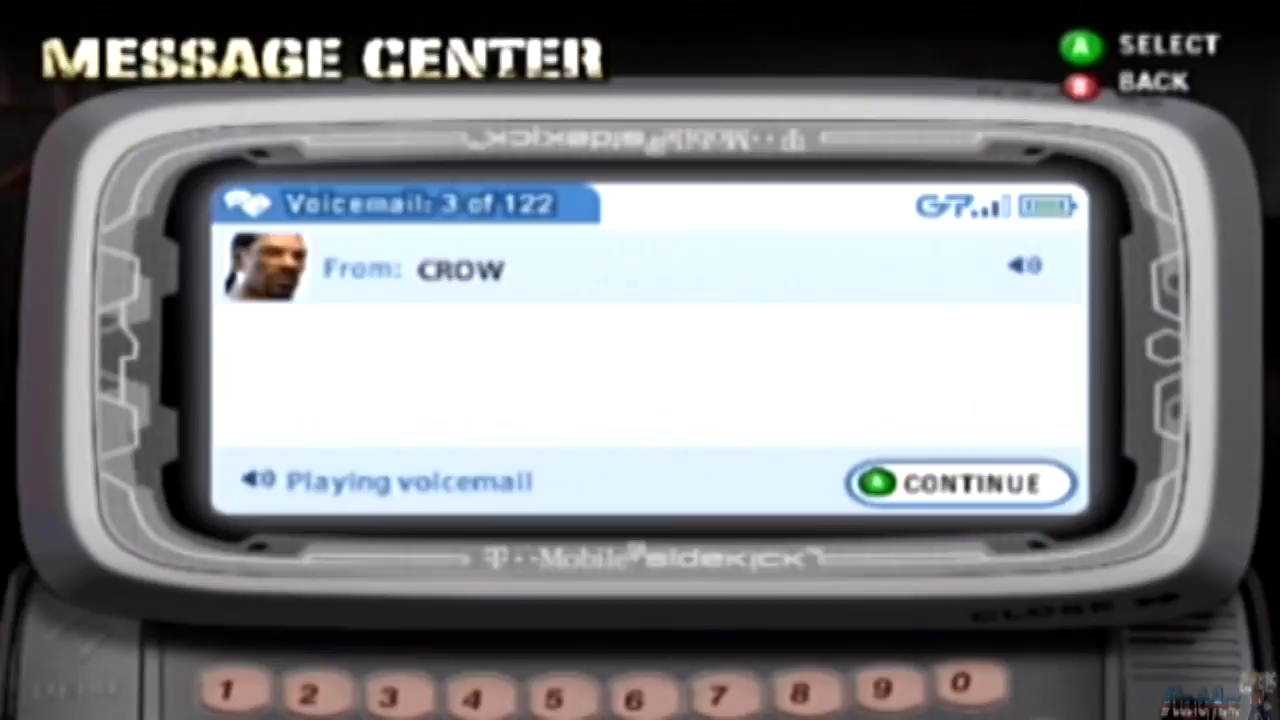 MESSAGE CENTER
A SELECT
B BACK
T··Mobile sidekick
Voicemail: 3 of 122
G
From: CROW
Playing voicemail
A CONTINUE
T··Mobile sidekick
CLOSE
1 2 3 4 5 6 7 8 9 0